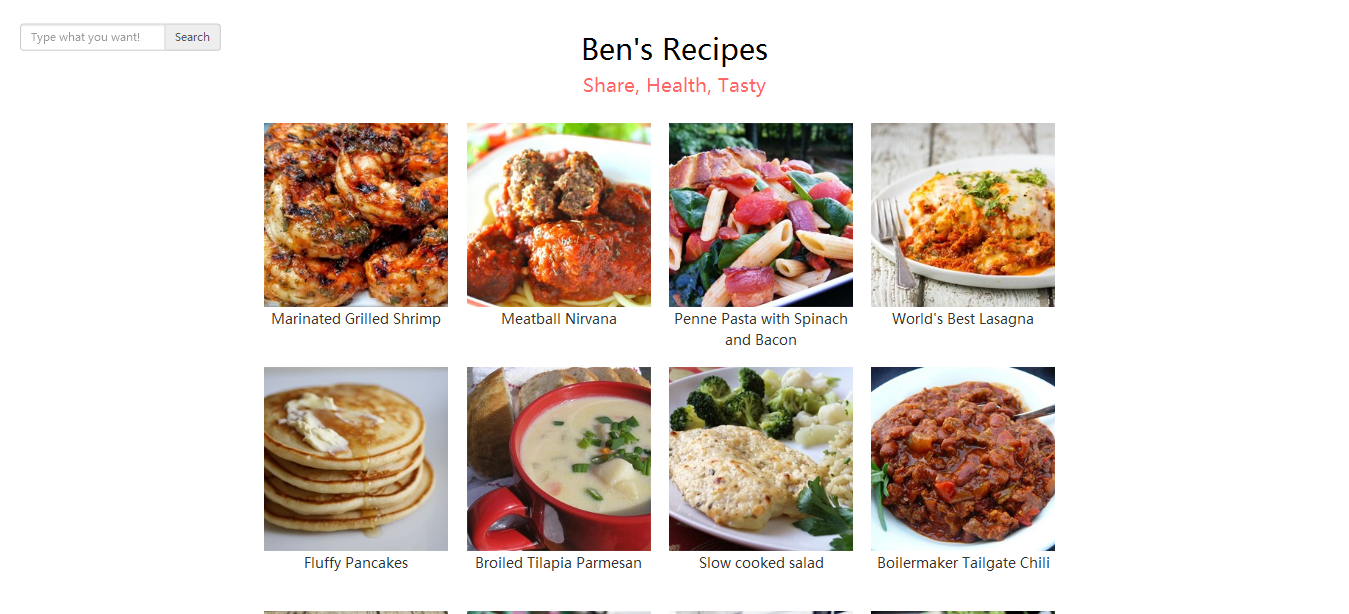 Type what you want!
Search
Ben's Recipes
Share, Health, Tasty
Marinated Grilled Shrimp
Meatball Nirvana
Penne Pasta with Spinach
and Bacon
World's Best Lasagna
Fluffy Pancakes
Broiled Tilapia Parmesan
Slow cooked salad
Boilermaker Tailgate Chili